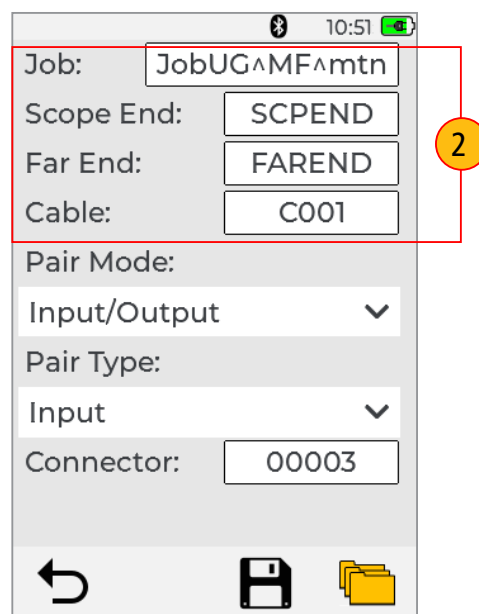 10:51
Job: JobUG^MF^mtn
Scope End: SCPEND
Far End: FAREND
2
Cable: C001
Pair Mode:
Input/Output
Pair Type:
Input
Connector: 00003